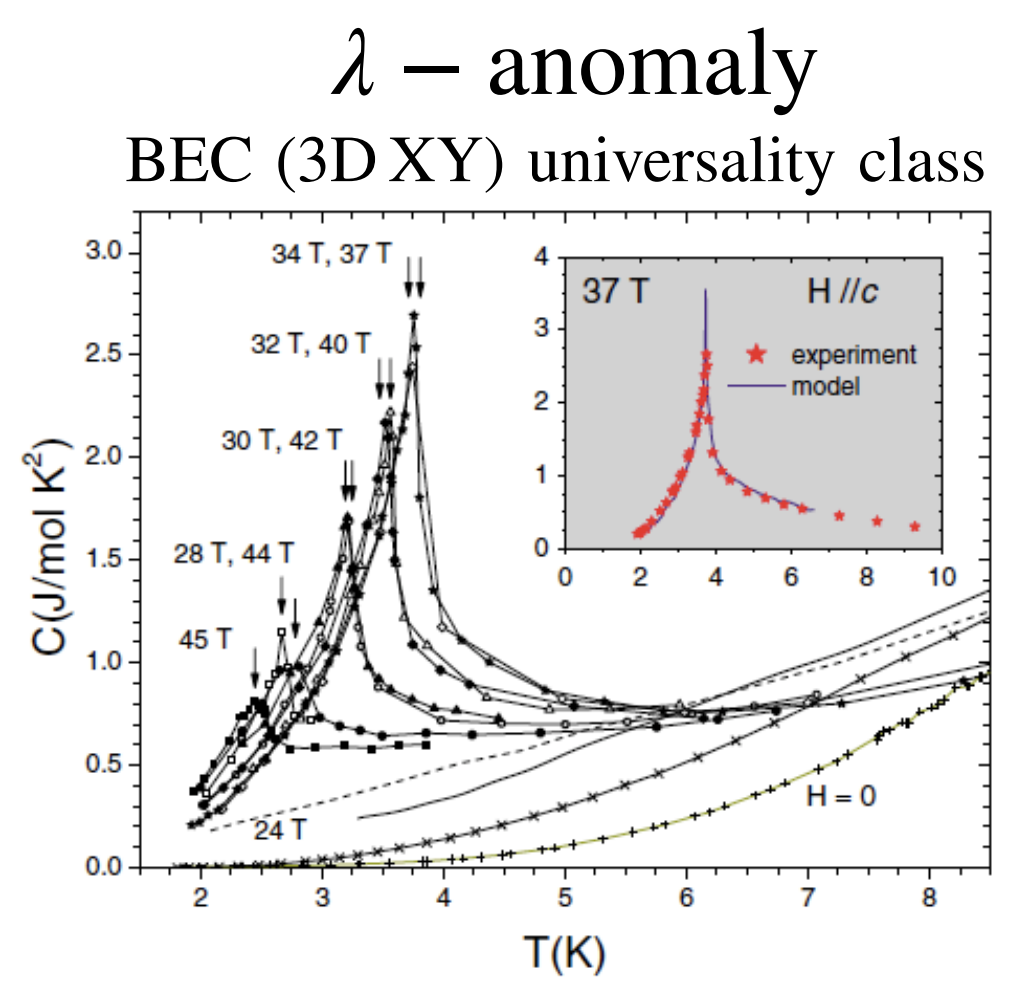 λ – anomaly
BEC (3D XY) universality class
C(J/mol K²)
3.0
2.5
2.0
1.5
1.0
0.5
0.0
34 T, 37 T
32 T, 40 T
30 T, 42 T
28 T, 44 T
45 T
24 T
H = 0
37 T
H //c
experiment
model
4
3
2
1
0
0 2 4 6 8 10
2 3 4 5 6 7 8
T(K)